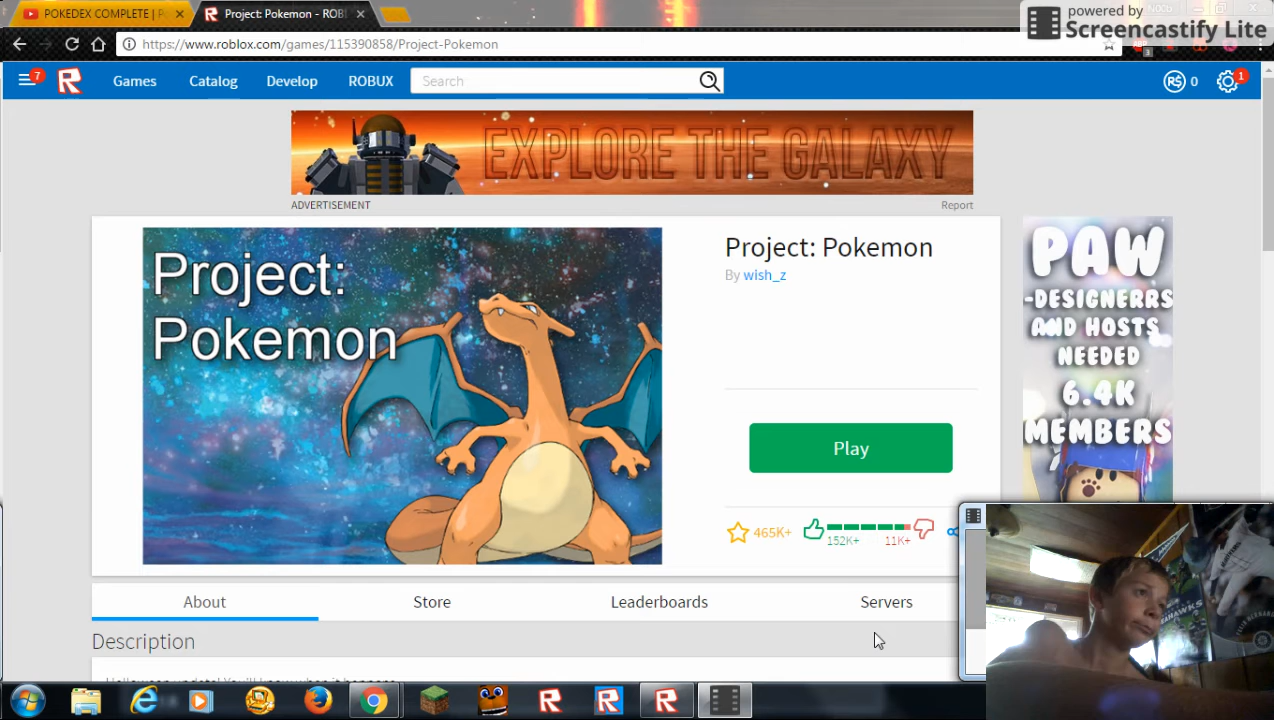 powered by
Screencastify Lite
POKEDEX COMPLETE | P
Project: Pokemon - ROB
https://www.roblox.com/games/115390858/Project-Pokemon
7
Games
Catalog
Develop
ROBUX
Search
R$ 0
1
EXPLORE THE GALAXY
ADVERTISEMENT
Report
Project:
Pokemon
Project: Pokemon
By wish_z
Play
465K+
152K+
11K+
PAW
-DESIGNERRS
AND HOSTS
NEEDED
6.4K
MEMBERS
About
Store
Leaderboards
Servers
Description
SEAHAWKS